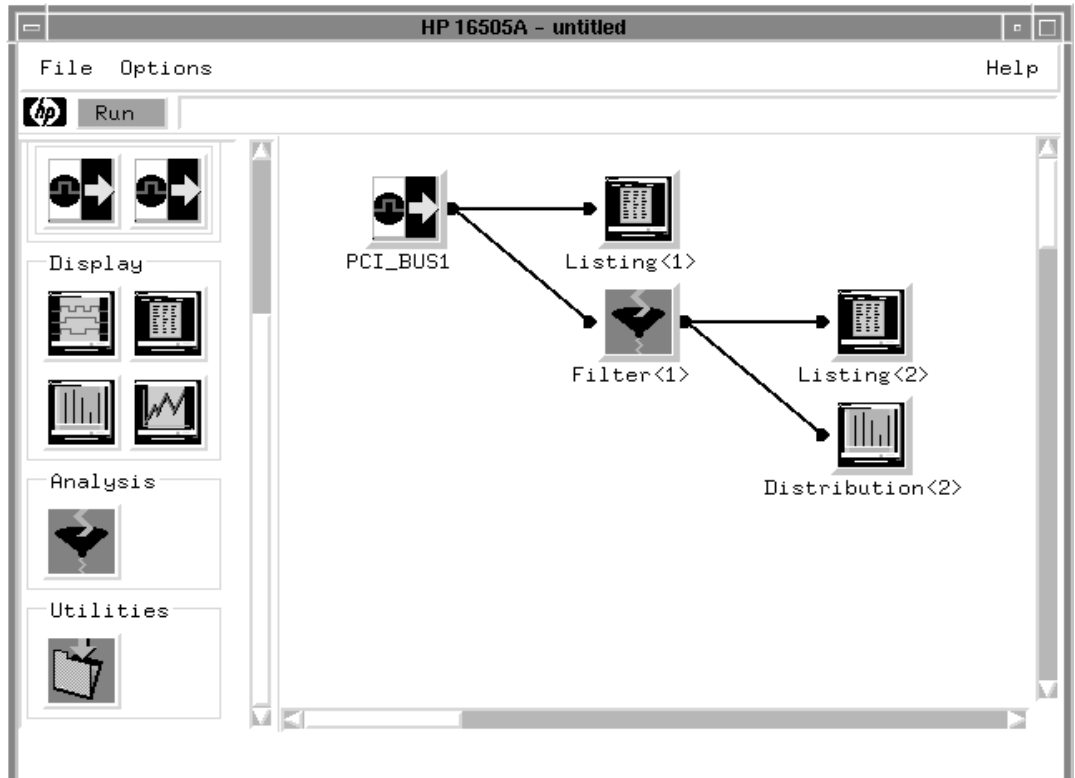 HP 16505A - untitled
File Options Help
hp Run
PCI_BUS1 Listing<1>
Display
Filter<1> Listing<2>
Analysis
Distribution<2>
Utilities